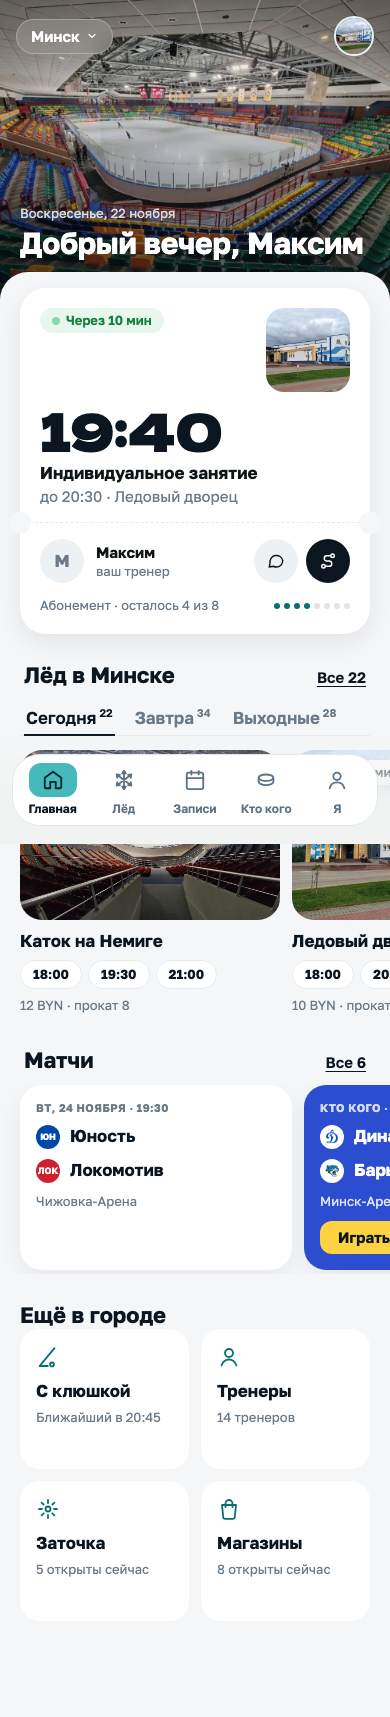 Минск
Воскресенье, 22 ноября
Добрый вечер, Максим
Через 10 мин
19:40
Индивидуальное занятие
до 20:30 · Ледовый дворец
М
Максим
ваш тренер
Абонемент · осталось 4 из 8
Лёд в Минске
Все 22
Сегодня 22
Завтра 34
Выходные 28
Главная
Лёд
Записи
Кто кого
Я
Каток на Немиге
18:00
19:30
21:00
12 BYN · прокат 8
Ледовый дв
18:00
20
10 BYN · прокат
Матчи
Все 6
ВТ, 24 НОЯБРЯ · 19:30
ЮН
Юность
ЛОК
Локомотив
Чижовка-Арена
КТО КОГО ·
Дина
Бары
Минск-Аре
Играть
Ещё в городе
С клюшкой
Ближайший в 20:45
Тренеры
14 тренеров
Заточка
5 открыты сейчас
Магазины
8 открыты сейчас